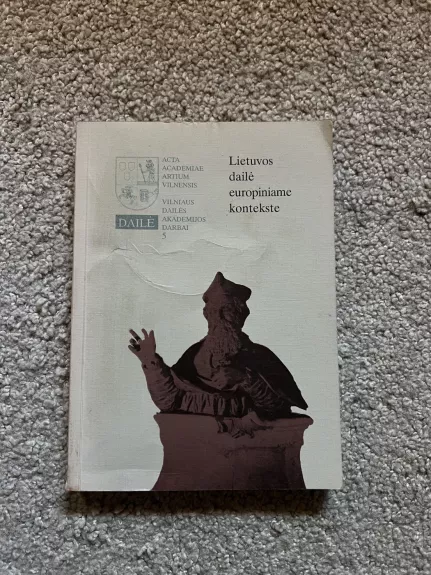 ACTA
ACADEMIAE
ARTIUM
VILNENSIS
VILNIAUS
DAILĖS
AKADEMIJOS
DARBAI
5
DAILĖ
Lietuvos
dailė
europiniame
kontekste